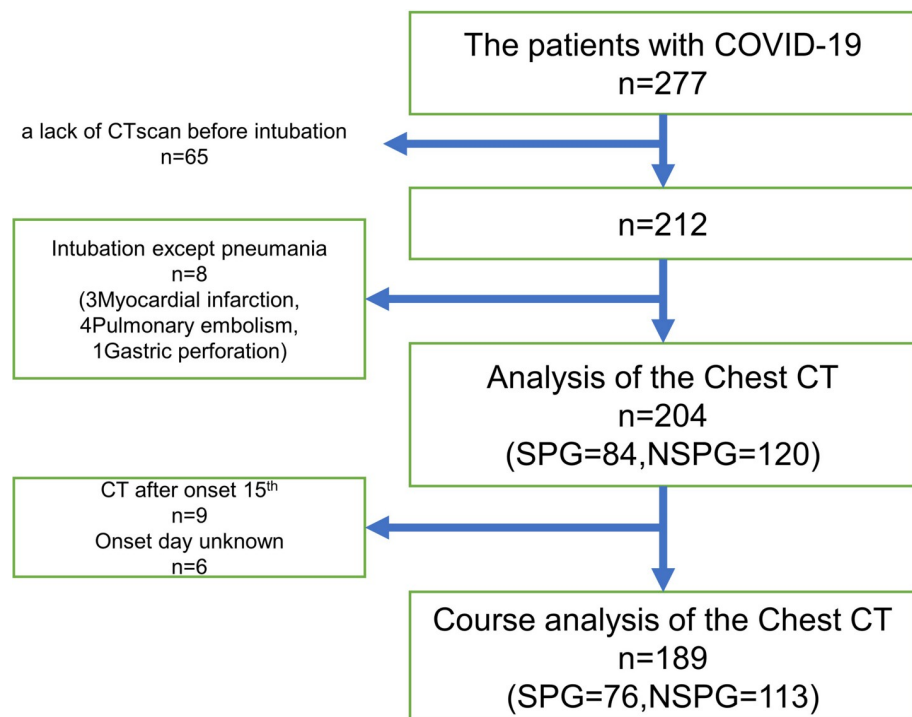 The patients with COVID-19
n=277
a lack of CTscan before intubation
n=65
n=212
Intubation except pneumania
n=8
(3Myocardial infarction,
4Pulmonary embolism,
1Gastric perforation)
Analysis of the Chest CT
n=204
(SPG=84,NSPG=120)
CT after onset 15th
n=9
Onset day unknown
n=6
Course analysis of the Chest CT
n=189
(SPG=76,NSPG=113)